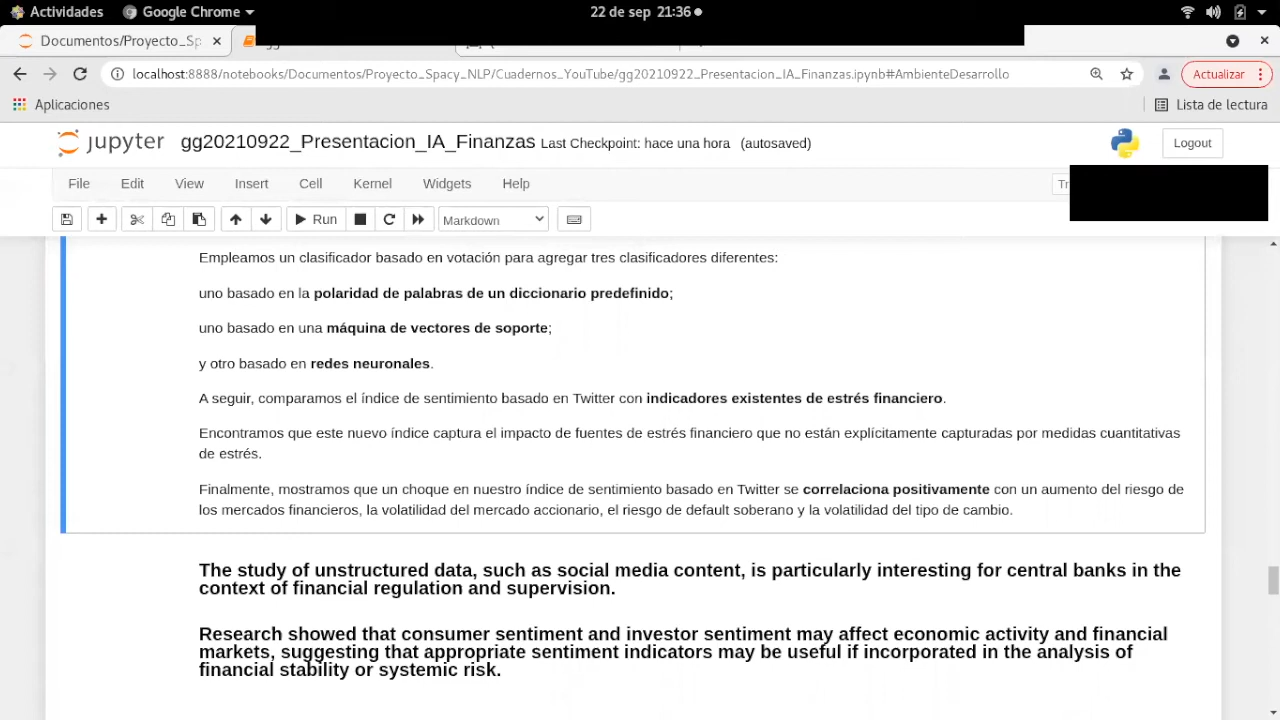 Actividades
Google Chrome
22 de sep 21:36
Documentos/Proyecto_Sp
localhost:8888/notebooks/Documentos/Proyecto_Spacy_NLP/Cuadernos_YouTube/gg20210922_Presentacion_IA_Finanzas.ipynb#AmbienteDesarrollo
Actualizar
Aplicaciones
Lista de lectura
jupyter
gg20210922_Presentacion_IA_Finanzas Last Checkpoint: hace una hora (autosaved)
Logout
File Edit View Insert Cell Kernel Widgets Help
Run
Markdown
Empleamos un clasificador basado en votación para agregar tres clasificadores diferentes:
uno basado en la polaridad de palabras de un diccionario predefinido;
uno basado en una máquina de vectores de soporte;
y otro basado en redes neuronales.
A seguir, comparamos el índice de sentimiento basado en Twitter con indicadores existentes de estrés financiero.
Encontramos que este nuevo índice captura el impacto de fuentes de estrés financiero que no están explícitamente capturadas por medidas cuantitativas
de estrés.
Finalmente, mostramos que un choque en nuestro índice de sentimiento basado en Twitter se correlaciona positivamente con un aumento del riesgo de
los mercados financieros, la volatilidad del mercado accionario, el riesgo de default soberano y la volatilidad del tipo de cambio.
The study of unstructured data, such as social media content, is particularly interesting for central banks in the
context of financial regulation and supervision.
Research showed that consumer sentiment and investor sentiment may affect economic activity and financial
markets, suggesting that appropriate sentiment indicators may be useful if incorporated in the analysis of
financial stability or systemic risk.